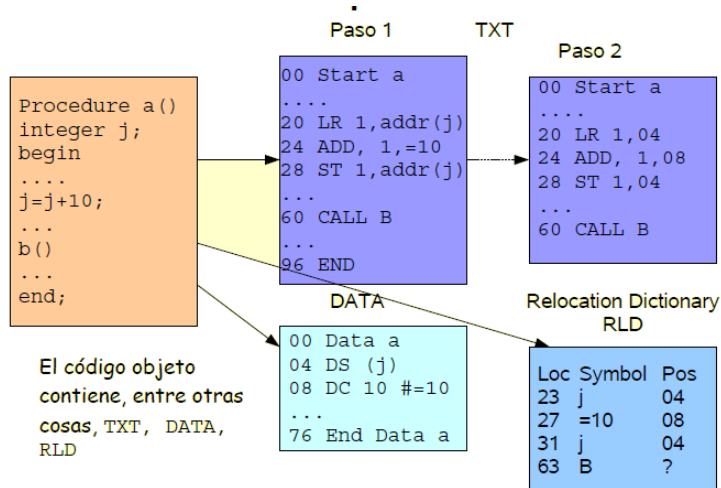 Paso 1
TXT
Paso 2
Procedure a()
integer j;
begin
....
j=j+10;
...
b()
...
end;
00 Start a
....
20 LR 1,addr(j)
24 ADD, 1,=10
28 ST 1,addr(j)
...
60 CALL B
...
96 END
00 Start a
....
20 LR 1,04
24 ADD, 1,08
28 ST 1,04
...
60 CALL B
DATA
00 Data a
04 DS (j)
08 DC 10 #=10
...
76 End Data a
Relocation Dictionary
RLD
Loc Symbol Pos
23 j 04
27 =10 08
31 j 04
63 B ?
El código objeto
contiene, entre otras
cosas, TXT, DATA,
RLD